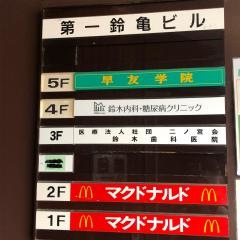 第一鈴亀ビル
5F 早友学院
4F 鈴木内科・糖尿病クリニック
3F 医療法人社団 二ノ宮会
鈴木歯科医院
2F マクドナルド
1F マクドナルド